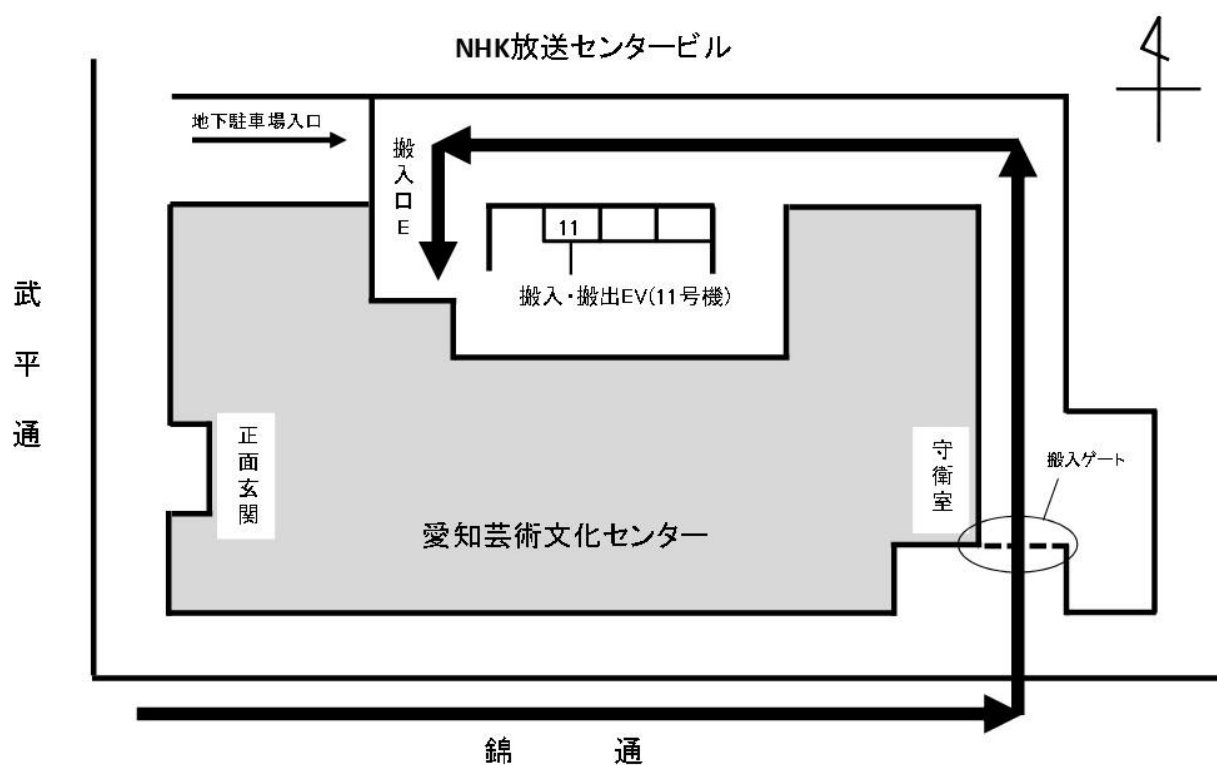 NHK放送センタービル
地下駐車場入口
搬入口E
11
搬入・搬出EV(11号機)
武平通
正面玄関
守衛室
搬入ゲート
愛知芸術文化センター
錦通